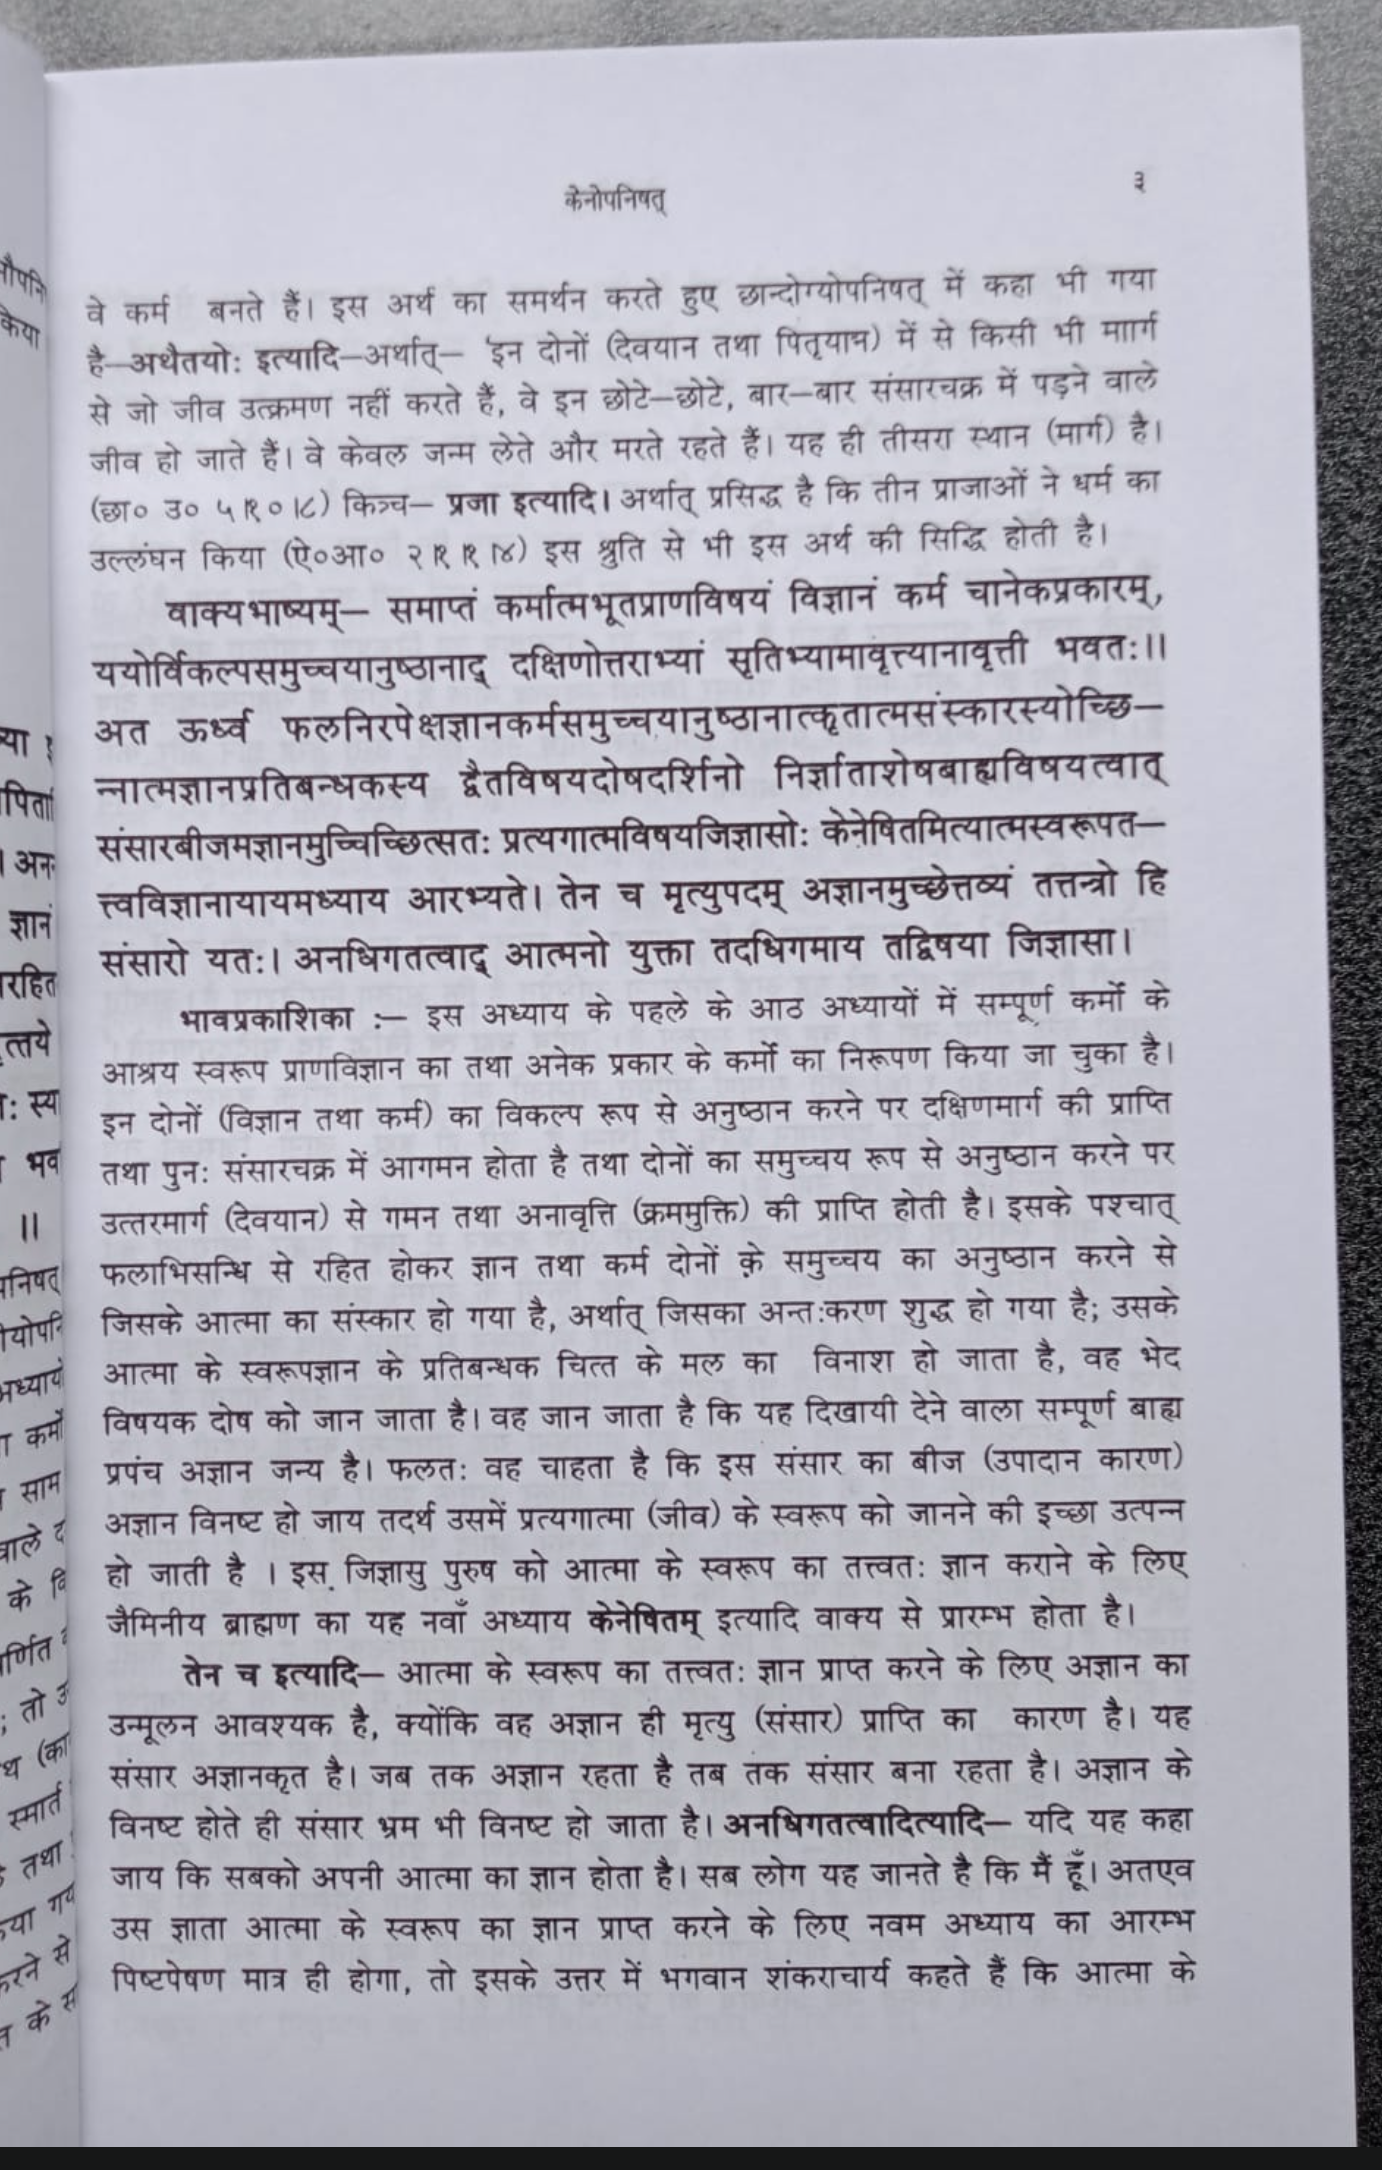 केनोपनिषत्
३
वे कर्म बनते हैं। इस अर्थ का समर्थन करते हुए छान्दोग्योपनिषत् में कहा भी गया
है—अथैतयोः इत्यादि—अर्थात्— 'इन दोनों (देवयान तथा पितृयाण) में से किसी भी माार्ग
से जो जीव उत्क्रमण नहीं करते हैं, वे इन छोटे—छोटे, बार—बार संसारचक्र में पड़ने वाले
जीव हो जाते हैं। वे केवल जन्म लेते और मरते रहते हैं। यह ही तीसरा स्थान (मार्ग) है।
(छा० उ० ५।१०।८) किञ्च— प्रजा इत्यादि। अर्थात् प्रसिद्ध है कि तीन प्राजाओं ने धर्म का
उल्लंघन किया (ऐ०आ० २।१।१।४) इस श्रुति से भी इस अर्थ की सिद्धि होती है।
वाक्यभाष्यम्— समाप्तं कर्मात्मभूतप्राणविषयं विज्ञानं कर्म चानेकप्रकारम्,
ययोर्विकल्पसमुच्चयानुष्ठानाद् दक्षिणोत्तराभ्यां सृतिभ्यामावृत्त्यानावृत्ती भवतः।।
अत ऊर्ध्व फलनिरपेक्षज्ञानकर्मसमुच्चयानुष्ठानात्कृतात्मसंस्कारस्योच्छि—
न्नात्मज्ञानप्रतिबन्धकस्य द्वैतविषयदोषदर्शिनो निर्ज्ञाताशेषबाह्यविषयत्वात्
संसारबीजमज्ञानमुच्चिच्छित्सतः प्रत्यगात्मविषयजिज्ञासोः केनेषितमित्यात्मस्वरूपत—
त्त्वविज्ञानायायमध्याय आरभ्यते। तेन च मृत्युपदम् अज्ञानमुच्छेत्तव्यं तत्तन्त्रो हि
संसारो यतः। अनधिगतत्वाद् आत्मनो युक्ता तदधिगमाय तद्विषया जिज्ञासा।
भावप्रकाशिका :— इस अध्याय के पहले के आठ अध्यायों में सम्पूर्ण कर्मों के
आश्रय स्वरूप प्राणविज्ञान का तथा अनेक प्रकार के कर्मो का निरूपण किया जा चुका है।
इन दोनों (विज्ञान तथा कर्म) का विकल्प रूप से अनुष्ठान करने पर दक्षिणमार्ग की प्राप्ति
तथा पुनः संसारचक्र में आगमन होता है तथा दोनों का समुच्चय रूप से अनुष्ठान करने पर
उत्तरमार्ग (देवयान) से गमन तथा अनावृत्ति (क्रममुक्ति) की प्राप्ति होती है। इसके पश्चात्
फलाभिसन्धि से रहित होकर ज्ञान तथा कर्म दोनों के समुच्चय का अनुष्ठान करने से
जिसके आत्मा का संस्कार हो गया है, अर्थात् जिसका अन्तःकरण शुद्ध हो गया है; उसके
आत्मा के स्वरूपज्ञान के प्रतिबन्धक चित्त के मल का विनाश हो जाता है, वह भेद
विषयक दोष को जान जाता है। वह जान जाता है कि यह दिखायी देने वाला सम्पूर्ण बाह्य
प्रपंच अज्ञान जन्य है। फलतः वह चाहता है कि इस संसार का बीज (उपादान कारण)
अज्ञान विनष्ट हो जाय तदर्थ उसमें प्रत्यगात्मा (जीव) के स्वरूप को जानने की इच्छा उत्पन्न
हो जाती है । इस जिज्ञासु पुरुष को आत्मा के स्वरूप का तत्त्वतः ज्ञान कराने के लिए
जैमिनीय ब्राह्मण का यह नवाँ अध्याय केनेषितम् इत्यादि वाक्य से प्रारम्भ होता है।
तेन च इत्यादि— आत्मा के स्वरूप का तत्त्वतः ज्ञान प्राप्त करने के लिए अज्ञान का
उन्मूलन आवश्यक है, क्योंकि वह अज्ञान ही मृत्यु (संसार) प्राप्ति का कारण है। यह
संसार अज्ञानकृत है। जब तक अज्ञान रहता है तब तक संसार बना रहता है। अज्ञान के
विनष्ट होते ही संसार भ्रम भी विनष्ट हो जाता है। अनधिगतत्वादित्यादि— यदि यह कहा
जाय कि सबको अपनी आत्मा का ज्ञान होता है। सब लोग यह जानते है कि मैं हूँ। अतएव
उस ज्ञाता आत्मा के स्वरूप का ज्ञान प्राप्त करने के लिए नवम अध्याय का आरम्भ
पिष्टपेषण मात्र ही होगा, तो इसके उत्तर में भगवान शंकराचार्य कहते हैं कि आत्मा के